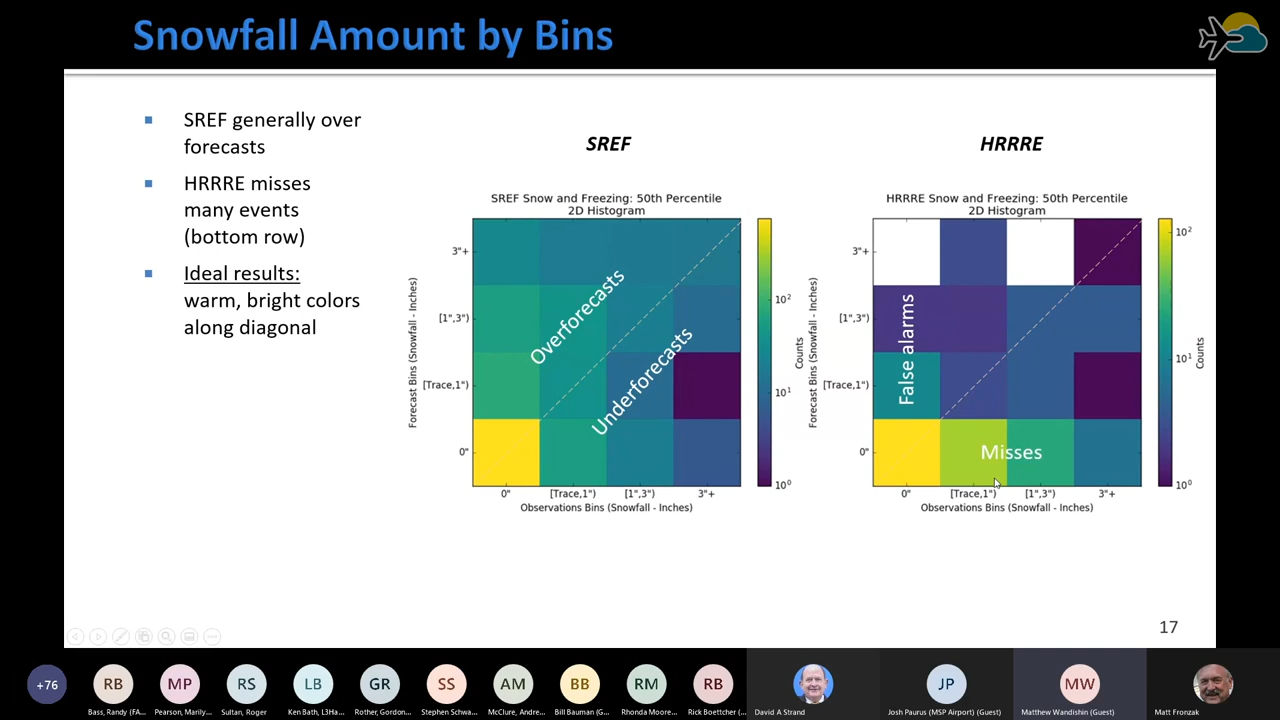 Snowfall Amount by Bins
SREF generally over
forecasts
HRRRE misses
many events
(bottom row)
Ideal results:
warm, bright colors
along diagonal
SREF
SREF Snow and Freezing: 50th Percentile
2D Histogram
Forecast Bins (Snowfall - Inches)
3"+
[1",3")
[Trace,1")
0"
Overforecasts
Underforecasts
0" [Trace,1") [1",3") 3"+
Observations Bins (Snowfall - Inches)
10² 
10¹
10⁰
Counts
HRRRE
HRRRE Snow and Freezing: 50th Percentile
2D Histogram
Forecast Bins (Snowfall - Inches)
3"+
[1",3")
[Trace,1")
0"
False alarms
Misses
0" [Trace,1") [1",3") 3"+
Observations Bins (Snowfall - Inches)
10²
10¹
10⁰
Counts
17
+76 RB MP RS LB GR SS AM BB RM RB JP MW
Bass, Randy (FA... Pearson, Marily... Sultan, Roger Ken Bath, L3Ha... Rother, Gordon... Stephen Schwa... McClure, Andre... Bill Bauman (G... Rhonda Moore... Rick Boettcher (... David A Strand Josh Paurus (MSP Airport) (Guest) Matthew Wandishin (Guest) Matt Fronzak